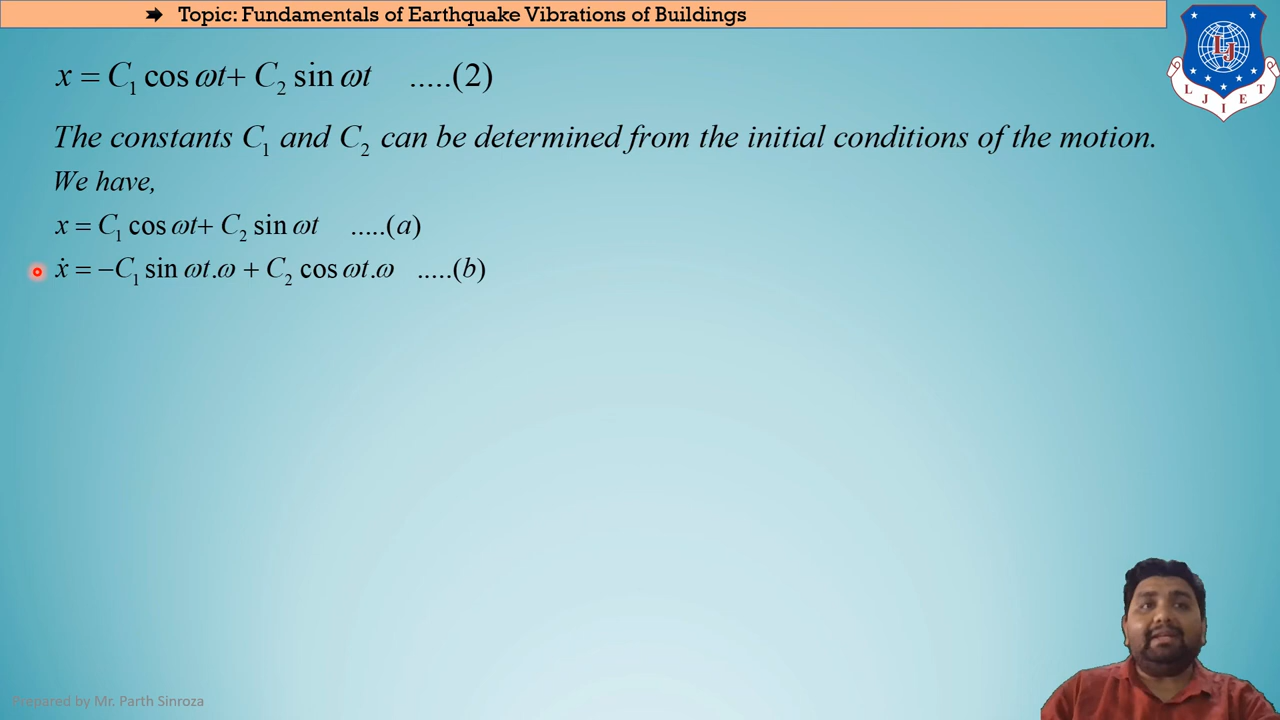 ➔ Topic: Fundamentals of Earthquake Vibrations of Buildings
LJ
L J I E T
x = C₁ cos ωt + C₂ sin ωt .....(2)
The constants C₁ and C₂ can be determined from the initial conditions of the motion.
We have,
x = C₁ cos ωt + C₂ sin ωt .....(a)
ẋ = −C₁ sin ωt.ω + C₂ cos ωt.ω .....(b)
Prepared by Mr. Parth Sinroza